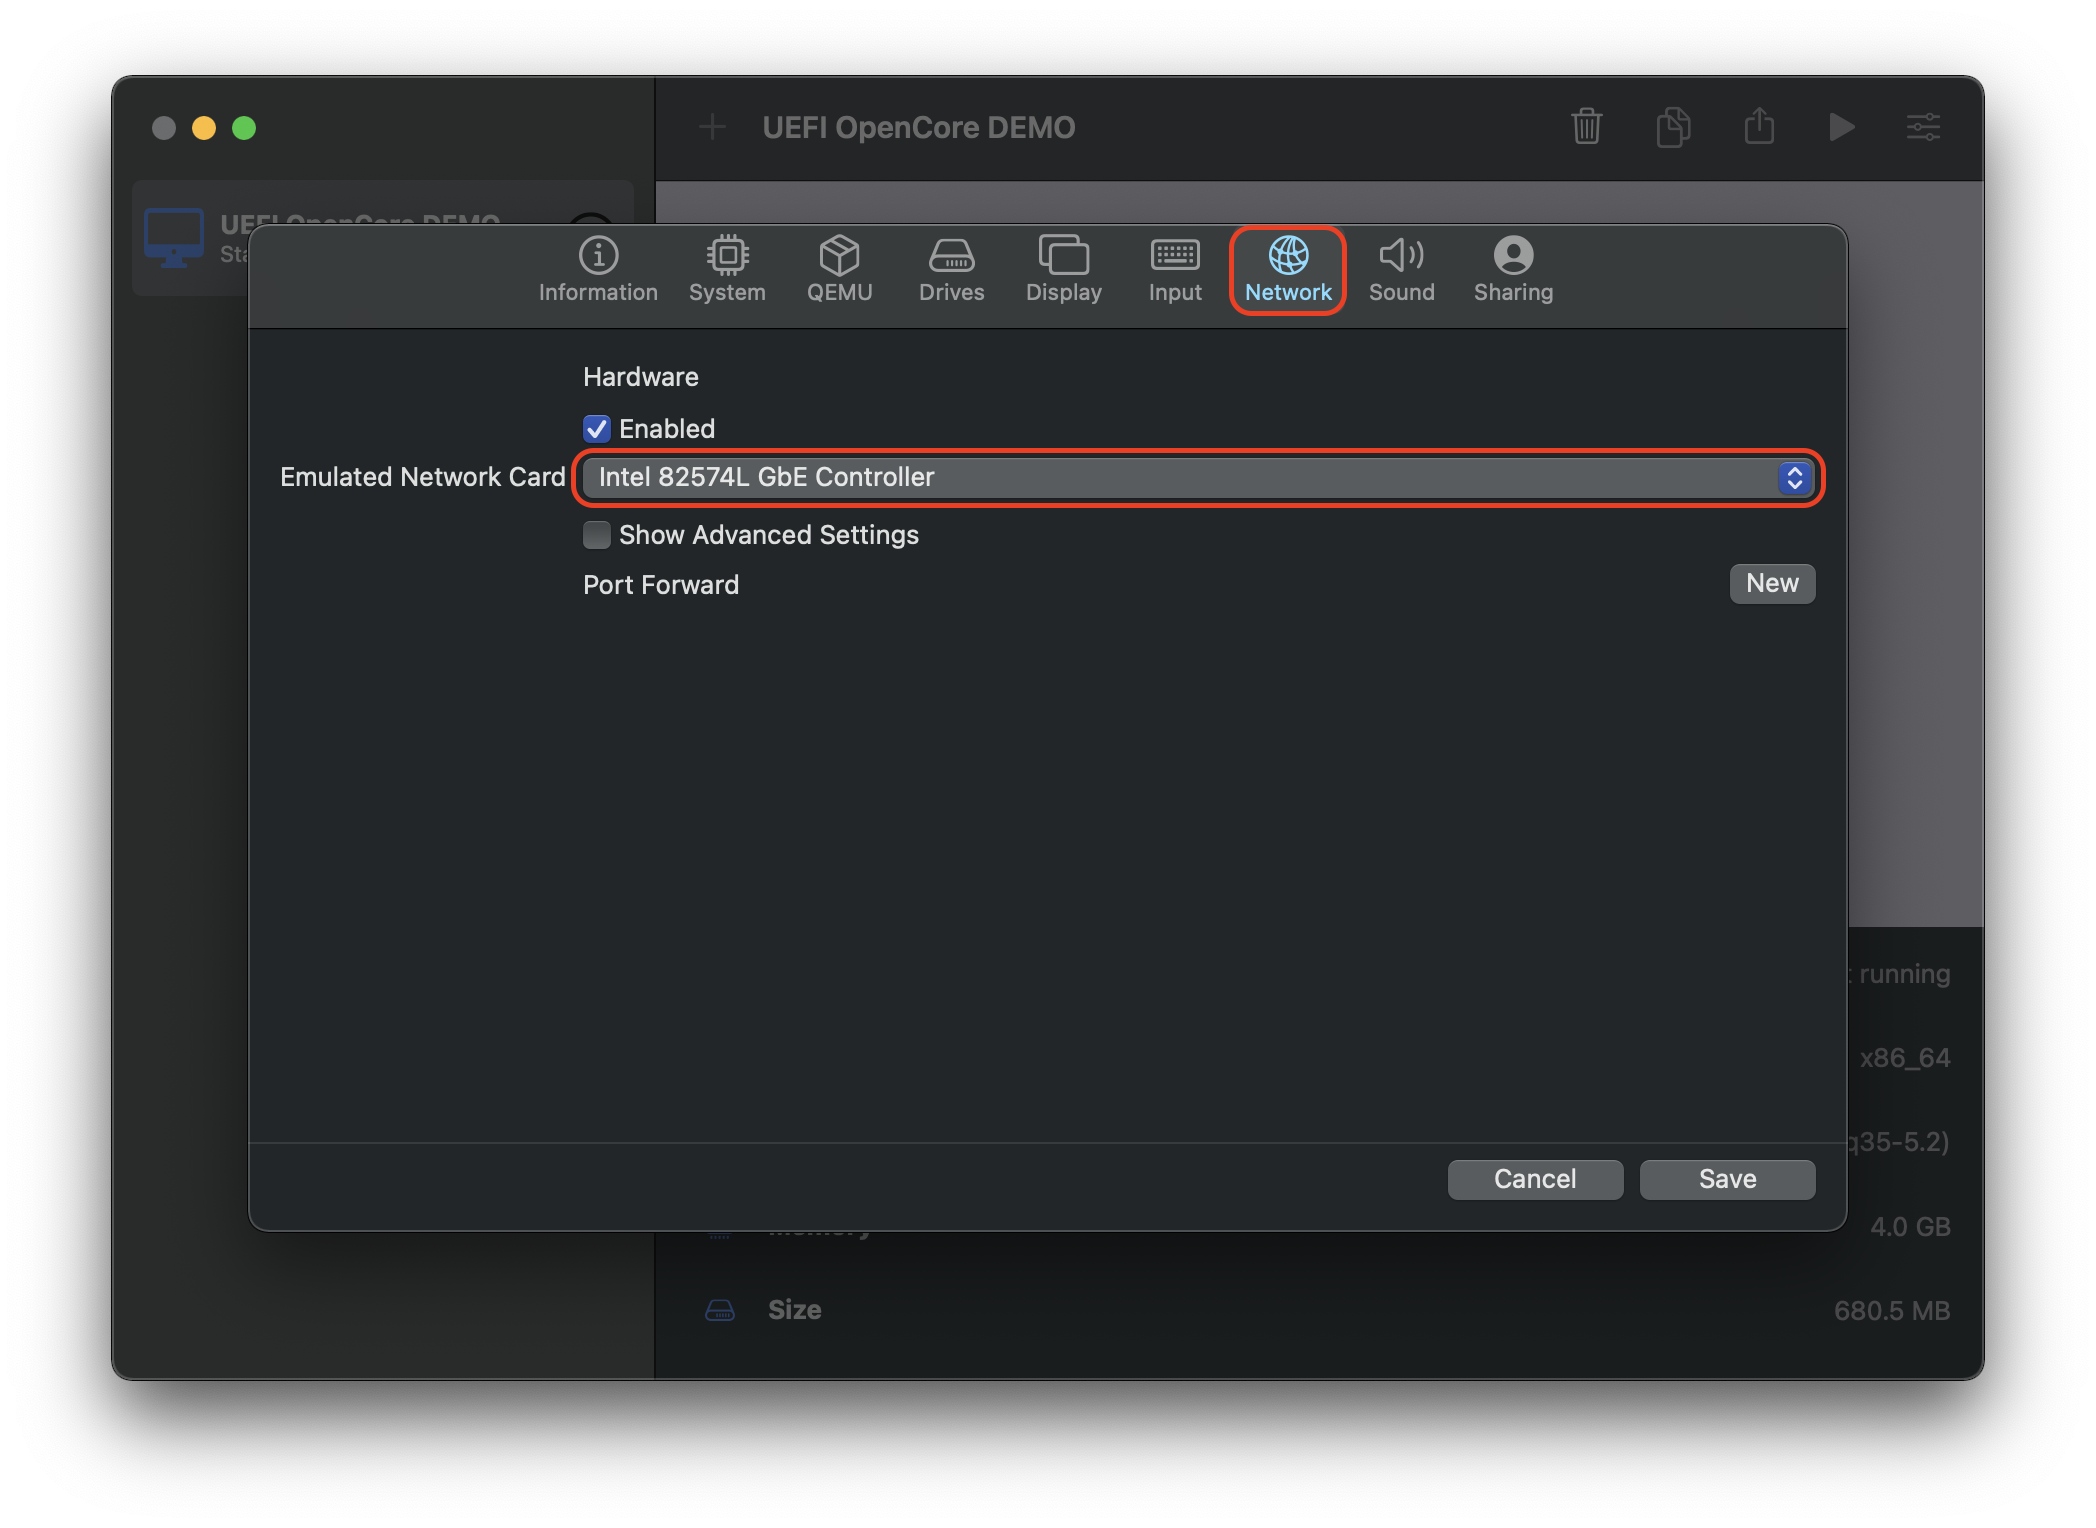 UEFI OpenCore DEMO
UEFI OpenCore DEMO
Information
System
QEMU
Drives
Display
Input
Network
Sound
Sharing
Hardware
Enabled
Emulated Network Card
Intel 82574L GbE Controller
Show Advanced Settings
Port Forward
New
running
x86_64
q35-5.2)
Cancel
Save
Memory
4.0 GB
Size
680.5 MB